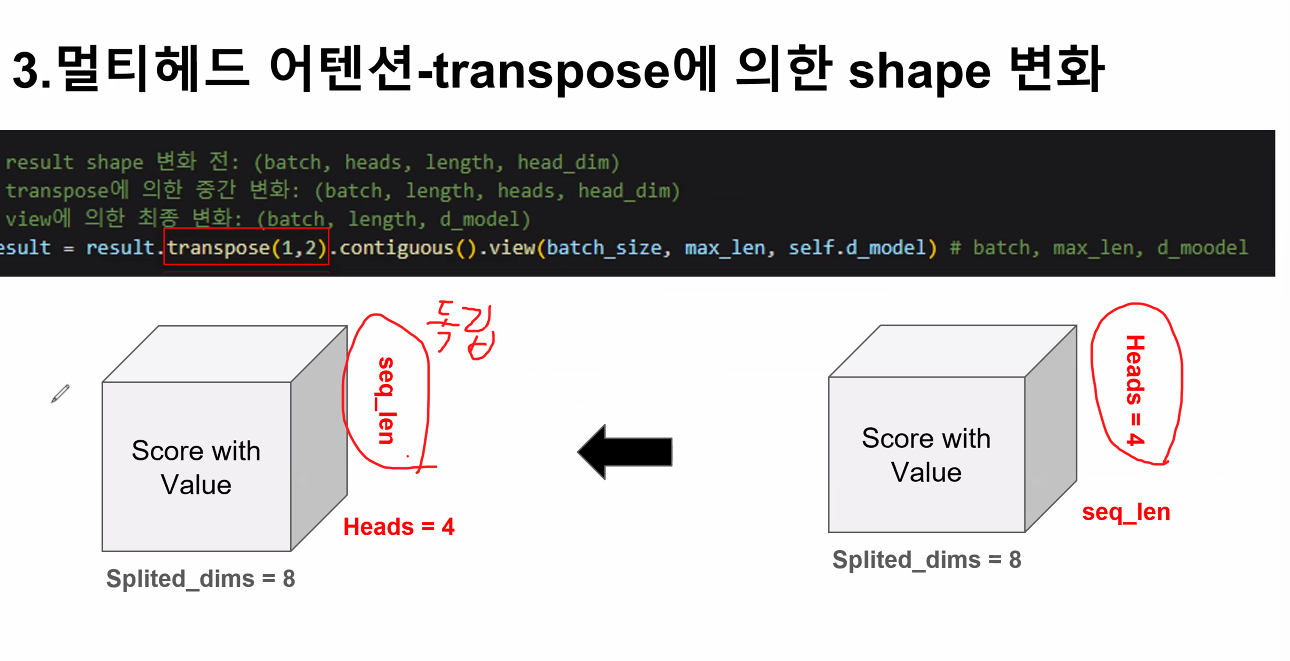 3.멀티헤드 어텐션-transpose에 의한 shape 변화
result shape 변화 전: (batch, heads, length, head_dim)
transpose에 의한 중간 변화: (batch, length, heads, head_dim)
view에 의한 최종 변화: (batch, length, d_model)
esult = result.transpose(1,2).contiguous().view(batch_size, max_len, self.d_model) # batch, max_len, d_moodel
독립
seq_len
Score with
Value
Heads = 4
Splited_dims = 8
Heads = 4
Score with
Value
seq_len
Splited_dims = 8